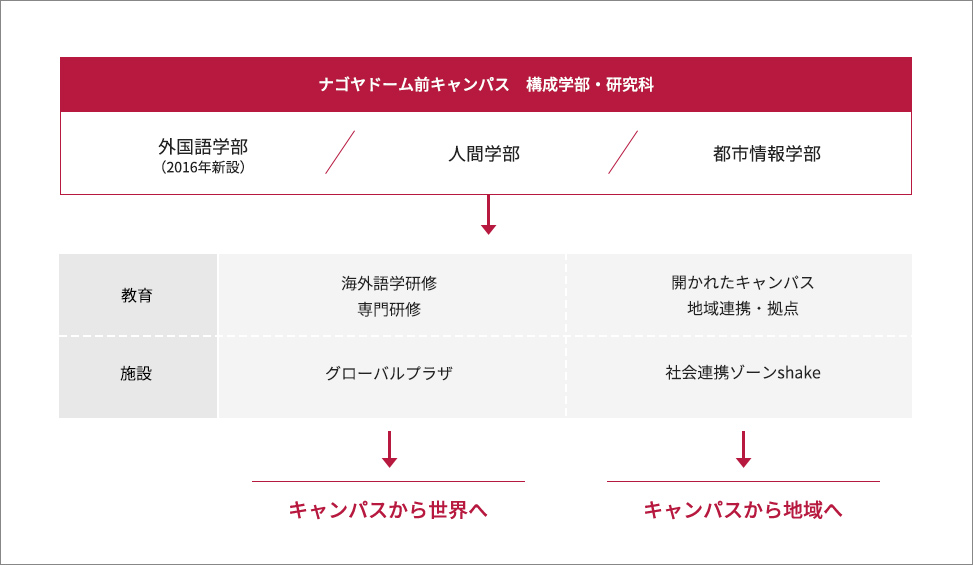 ナゴヤドーム前キャンパス　構成学部・研究科
外国語学部
（2016年新設）
人間学部
都市情報学部
教育
海外語学研修
専門研修
開かれたキャンパス
地域連携・拠点
施設
グローバルプラザ
社会連携ゾーンshake
キャンパスから世界へ
キャンパスから地域へ